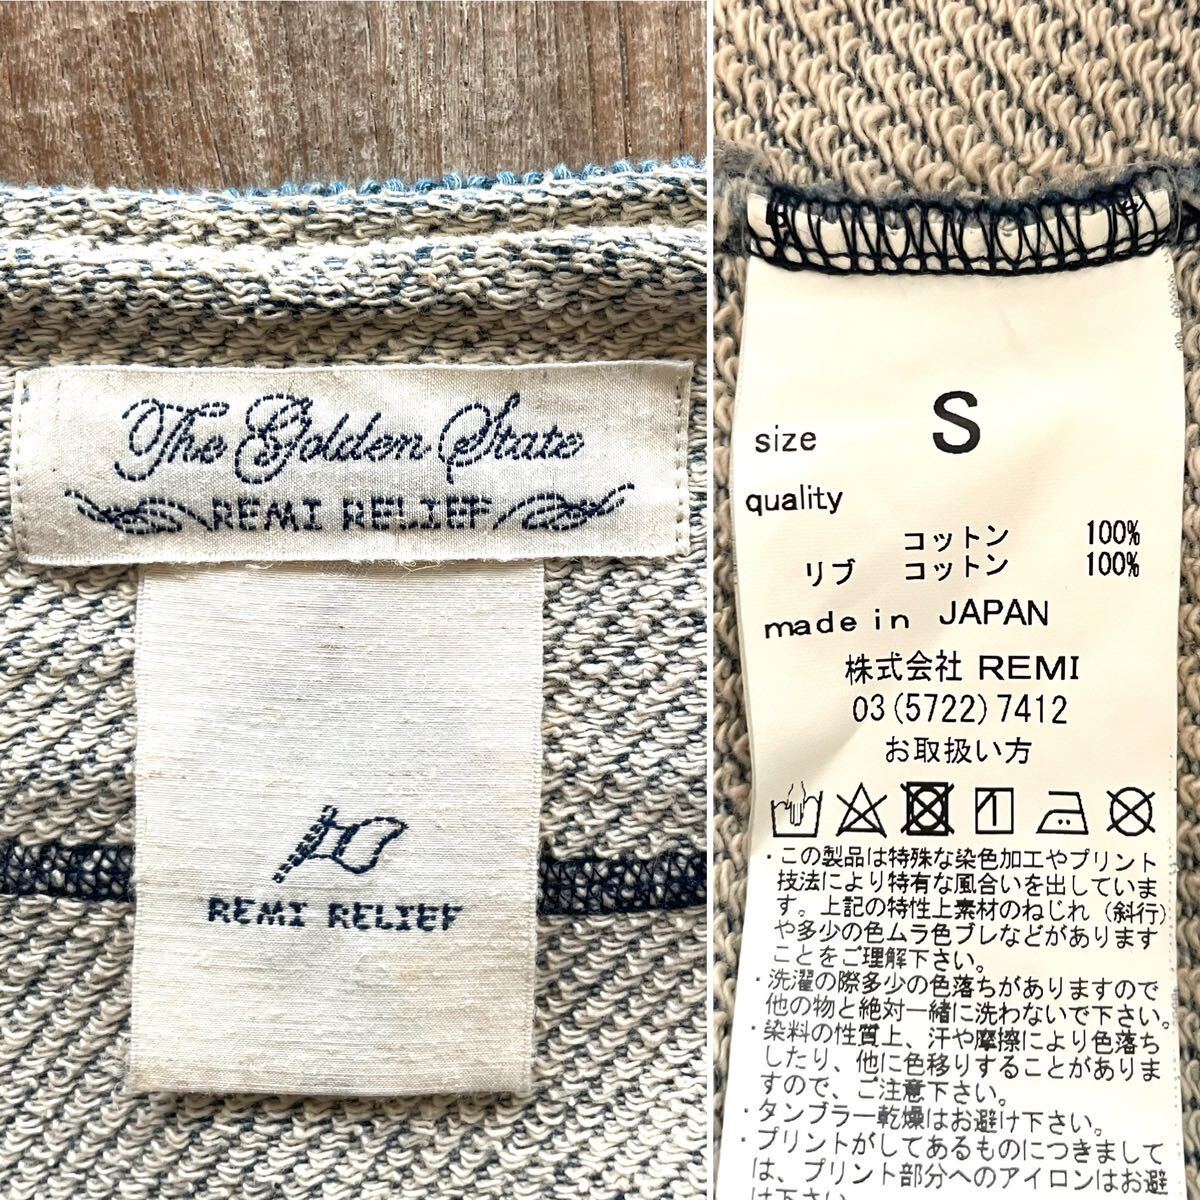 The Golden State
REMI RELIEF
REMI RELIEF
size S
quality
コットン 100%
リブ コットン 100%
made in JAPAN
株式会社 REMI
03(5722)7412
お取扱い方
・この製品は特殊な染色加工やプリント
技法により特有な風合いを出していま
す。上記の特性上素材のねじれ（斜行）
や多少の色ムラ色ブレなどがあります
ことをご理解下さい。
・洗濯の際多少の色落ちがありますので
他の物と絶対一緒に洗わないで下さい。
・染料の性質上、汗や摩擦により色落ち
したり、他に色移りすることがありま
すので、ご注意下さい。
・タンブラー乾燥はお避け下さい。
・プリントがしてあるものにつきまして
は、プリント部分へのアイロンはお避
け下さい